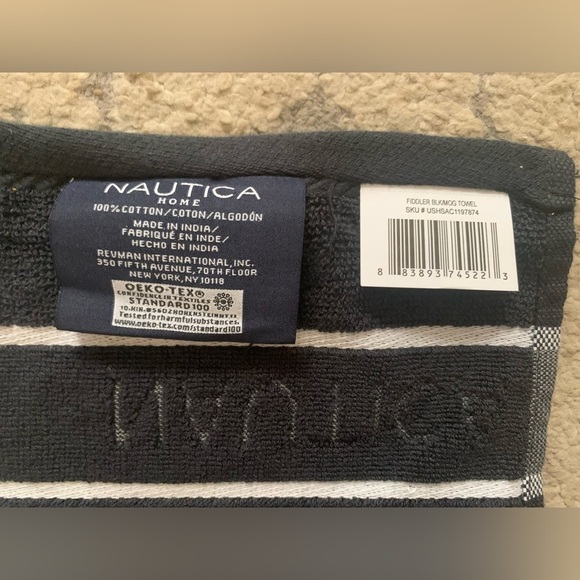 NAUTICA
HOME
100% COTTON/COTON/ALGODÓN
MADE IN INDIA/
FABRIQUÉ EN INDE/
HECHO EN INDIA
REVMAN INTERNATIONAL, INC.
350 FIFTH AVENUE, 70TH FLOOR
NEW YORK, NY 10118
OEKO-TEX®
CONFIDENCE IN TEXTILES
STANDARD 100
Tested for harmful substances.
www.oeko-tex.com/standard100
FIDDLER BLK/MOG TOWEL
SKU # USHSAC1197874
8 83893 74522 3
NAUTICA